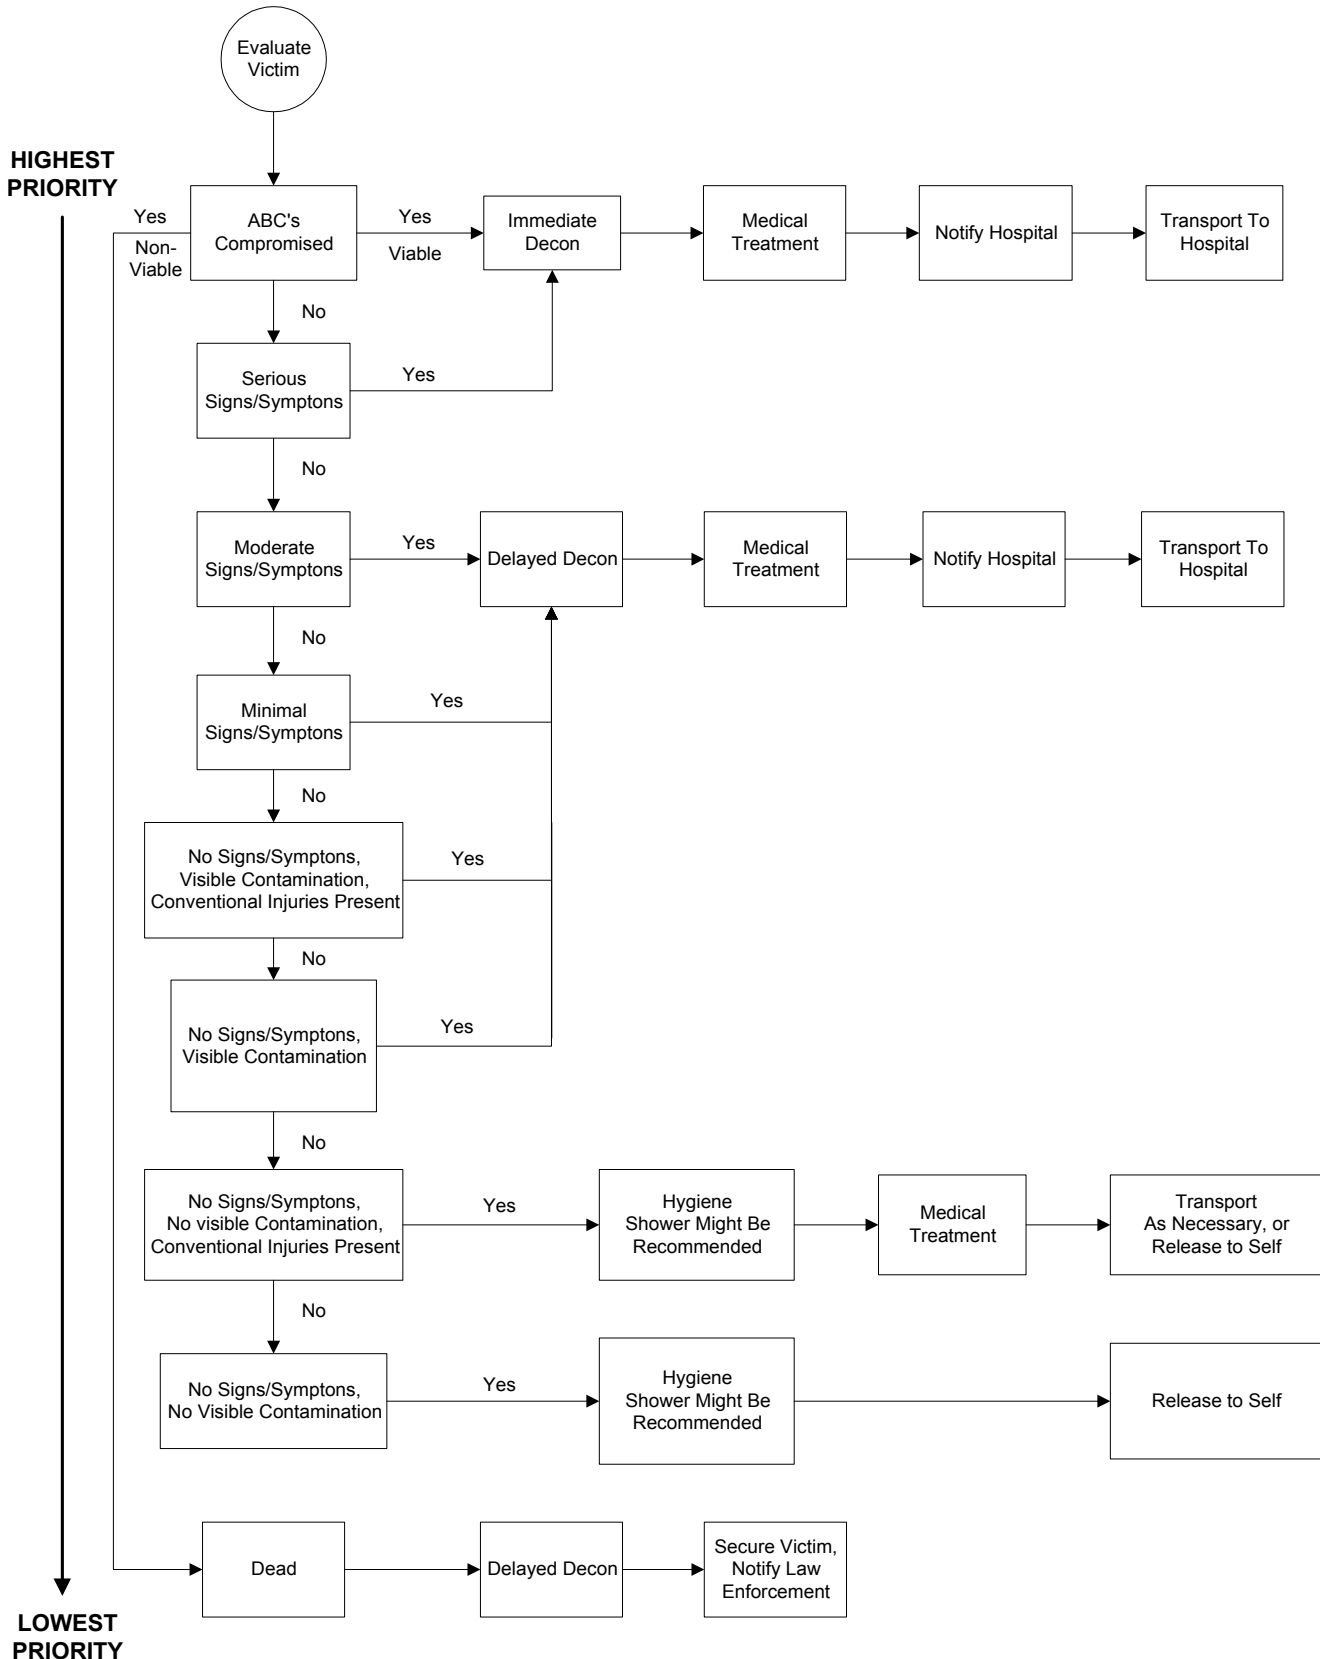 Evaluate
Victim
HIGHEST
PRIORITY
Yes
Non-
Viable
ABC's
Compromised
Yes
Viable
Immediate
Decon
Medical
Treatment
Notify Hospital
Transport To
Hospital
No
Serious
Signs/Symptons
Yes
No
Moderate
Signs/Symptons
Yes
Delayed Decon
Medical
Treatment
Notify Hospital
Transport To
Hospital
No
Minimal
Signs/Symptons
Yes
No
No Signs/Symptons,
Visible Contamination,
Conventional Injuries Present
Yes
No
No Signs/Symptons,
Visible Contamination
Yes
No
No Signs/Symptons,
No visible Contamination,
Conventional Injuries Present
Yes
Hygiene
Shower Might Be
Recommended
Medical
Treatment
Transport
As Necessary, or
Release to Self
No
No Signs/Symptons,
No Visible Contamination
Yes
Hygiene
Shower Might Be
Recommended
Release to Self
Dead
Delayed Decon
Secure Victim,
Notify Law
Enforcement
LOWEST
PRIORITY